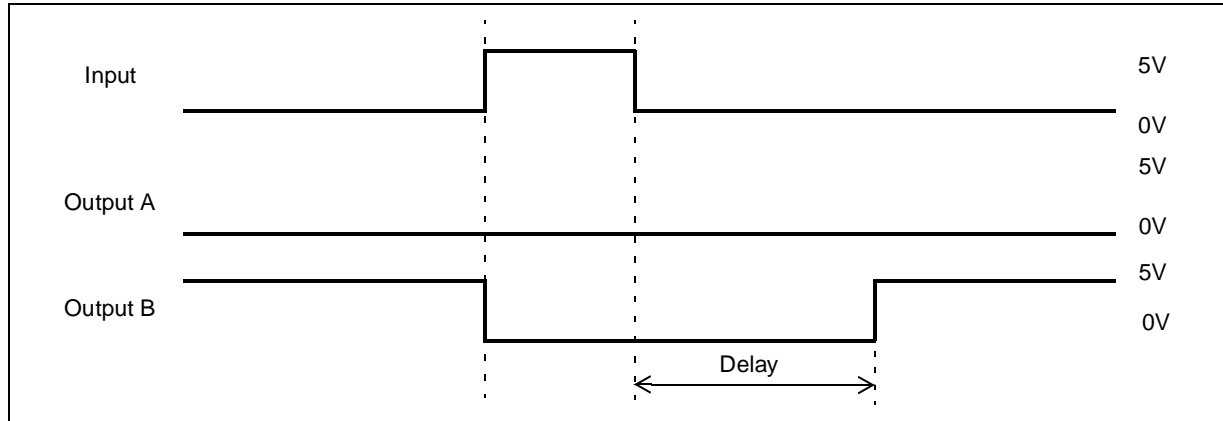 Input
5V
0V
5V
Output A
0V
5V
Output B
0V
Delay